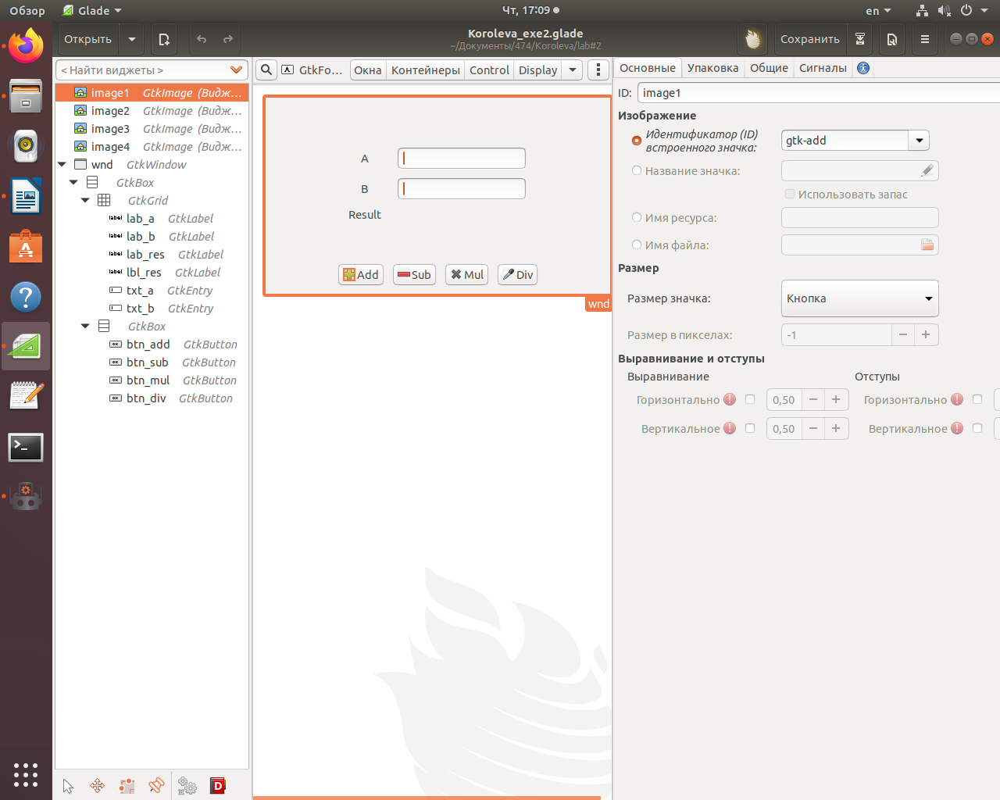 Обзор
Glade
Чт, 17:09
en
Открыть
Koroleva_exe2.glade
~/Документы/474/Koroleva/lab#2
Сохранить
< Найти виджеты >
GtkFo...
Окна
Контейнеры
Control
Display
Основные
Упаковка
Общие
Сигналы
image1 GtkImage (Видж...
image2 GtkImage (Видж...
image3 GtkImage (Видж...
image4 GtkImage (Видж...
wnd GtkWindow
GtkBox
GtkGrid
label lab_a GtkLabel
label lab_b GtkLabel
label lab_res GtkLabel
label lbl_res GtkLabel
txt_a GtkEntry
txt_b GtkEntry
GtkBox
OK btn_add GtkButton
OK btn_sub GtkButton
OK btn_mul GtkButton
OK btn_div GtkButton
A
B
Result
Add
Sub
Mul
Div
wnd
ID: image1
Изображение
Идентификатор (ID)
встроенного значка:
gtk-add
Название значка:
Использовать запас
Имя ресурса:
Имя файла:
Размер
Размер значка:
Кнопка
Размер в пикселах:
-1
Выравнивание и отступы
Выравнивание
Отступы
Горизонтально
0,50
Горизонтально
Вертикальное
0,50
Вертикальное